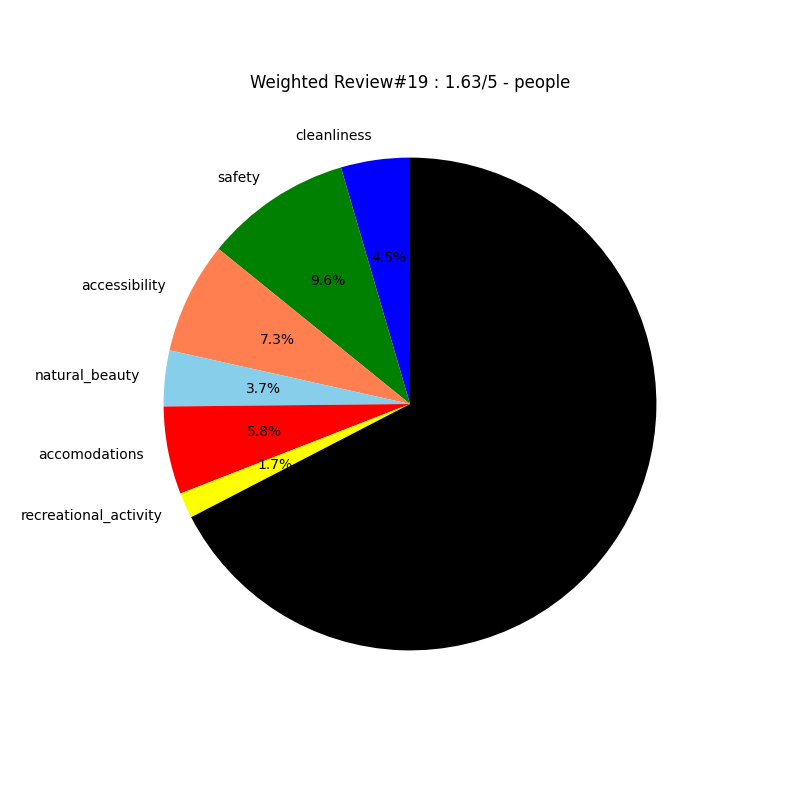 Weighted Review#19 : 1.63/5 - people
cleanliness
safety
4.5%
9.6%
accessibility
7.3%
natural_beauty
3.7%
5.8%
accomodations
1.7%
recreational_activity